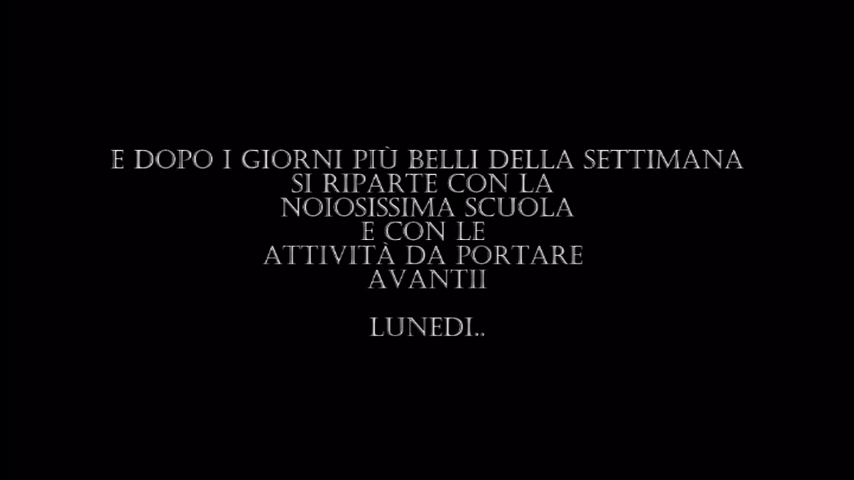 E DOPO I GIORNI PIÙ BELLI DELLA SETTIMANA
SI RIPARTE CON LA
NOIOSISSIMA SCUOLA
E CON LE
ATTIVITÀ DA PORTARE
AVANTII
LUNEDI..